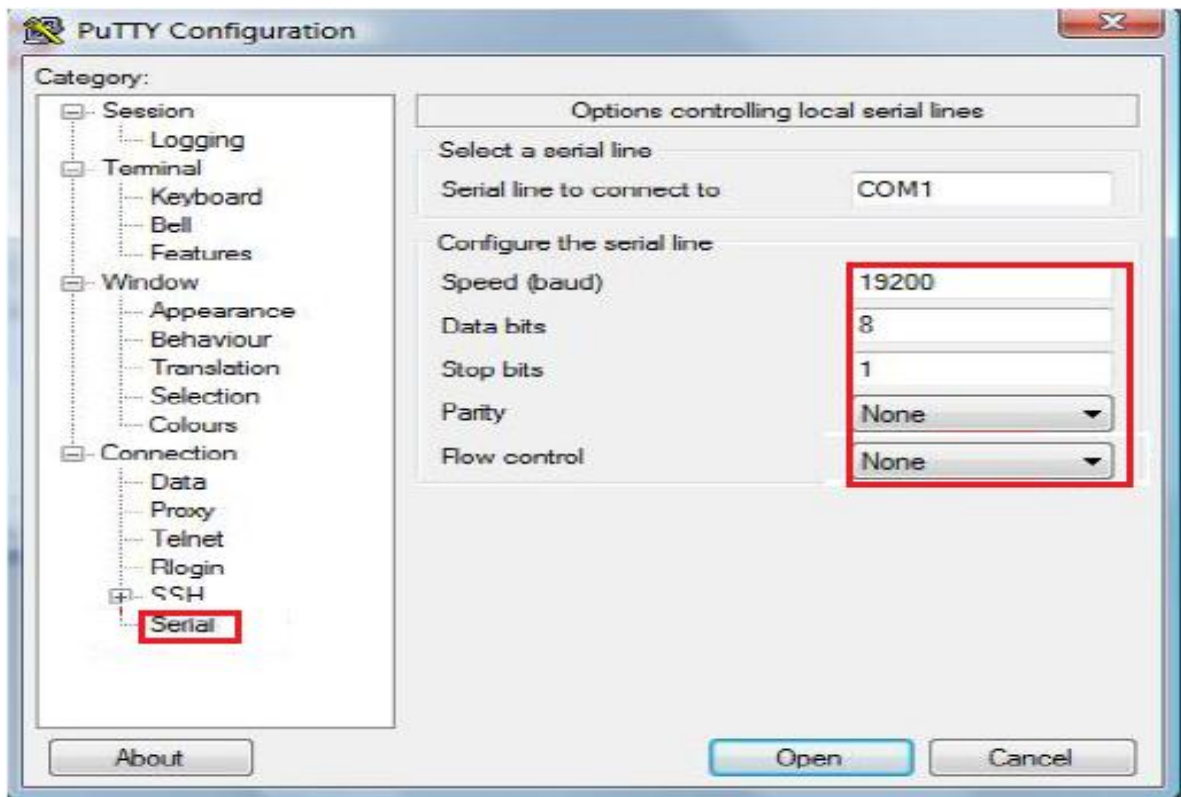 PuTTY Configuration
Category:
Session
Logging
Terminal
Keyboard
Bell
Features
Window
Appearance
Behaviour
Translation
Selection
Colours
Connection
Data
Proxy
Telnet
Rlogin
SSH
Serial
Options controlling local serial lines
Select a serial line
Serial line to connect to COM1
Configure the serial line
Speed (baud) 19200
Data bits 8
Stop bits 1
Parity None
Flow control None
About Open Cancel